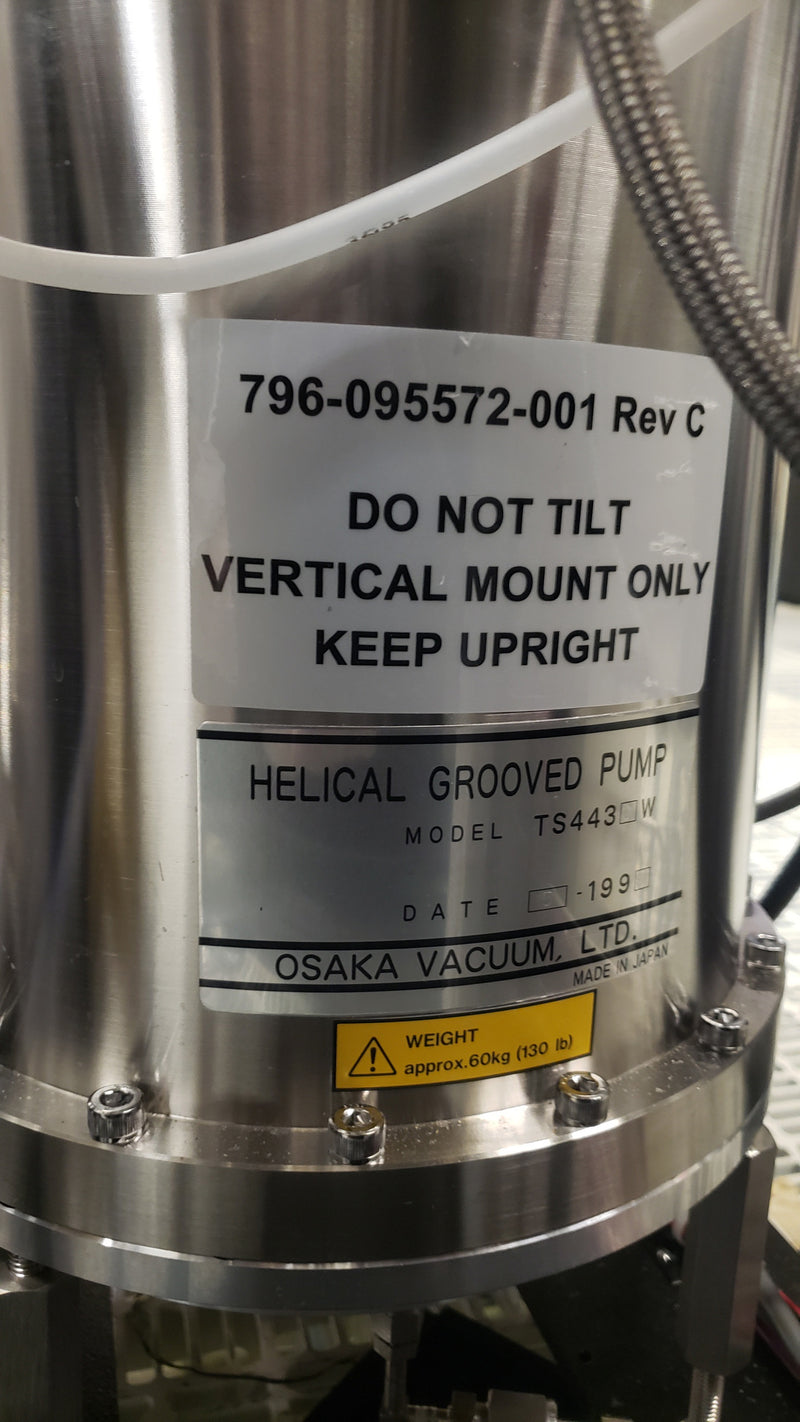 796-095572-001 Rev C
DO NOT TILT
VERTICAL MOUNT ONLY
KEEP UPRIGHT
HELICAL GROOVED PUMP
MODEL TS443□W
DATE □-199□
OSAKA VACUUM, LTD.
MADE IN JAPAN
WEIGHT
approx.60kg (130 lb)